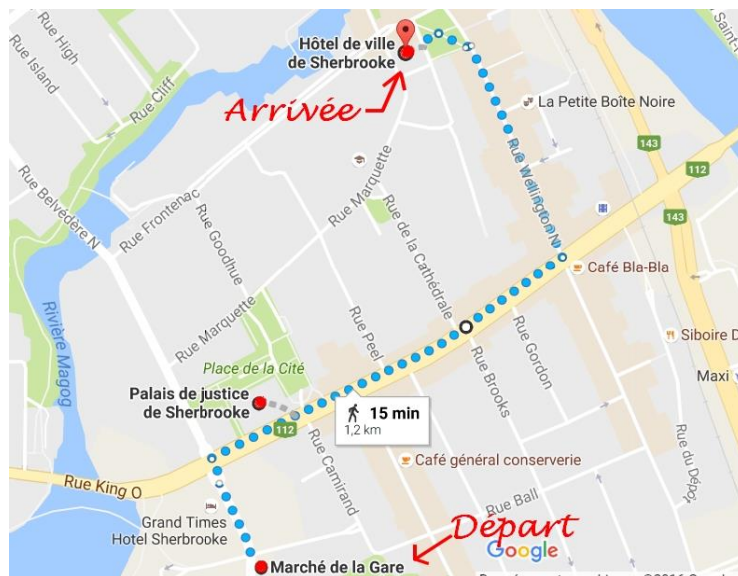 Hôtel de ville
de Sherbrooke
Arrivée
Rue High
Rue Island
Rue Cliff
La Petite Boîte Noire
143
112
Rue Wellington N
Rue Belvédère N
Rue Frontenac
Rue Marquette
Rue de la Cathédrale
Rue Goodhue
143
Café Bla-Bla
Rivière Magog
Rue Marquette
Rue Peel
Rue Gordon
Siboire D
Place de la Cité
Rue Brooks
Maxi
Palais de justice
de Sherbrooke
15 min
1,2 km
112
Rue King O
Rue Camirand
Café général conserverie
Rue du Dépôt
Grand Times
Hotel Sherbrooke
Rue Ball
Départ
Google
Marché de la Gare